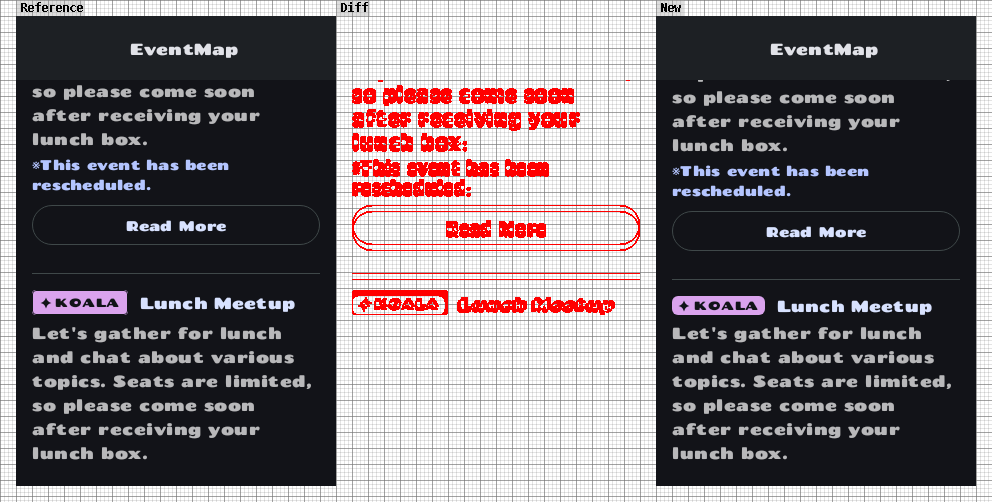 Reference
Diff
New
EventMap
so please come soon
after receiving your
lunch box.
※This event has been
rescheduled.
Read More
✦KOALA Lunch Meetup
Let's gather for lunch
and chat about various
topics. Seats are limited,
so please come soon
after receiving your
lunch box.
so please come soon
after receiving your
lunch box.
※This event has been
rescheduled.
Read More
✦KOALA Lunch Meetup
EventMap
so please come soon
after receiving your
lunch box.
※This event has been
rescheduled.
Read More
✦KOALA Lunch Meetup
Let's gather for lunch
and chat about various
topics. Seats are limited,
so please come soon
after receiving your
lunch box.